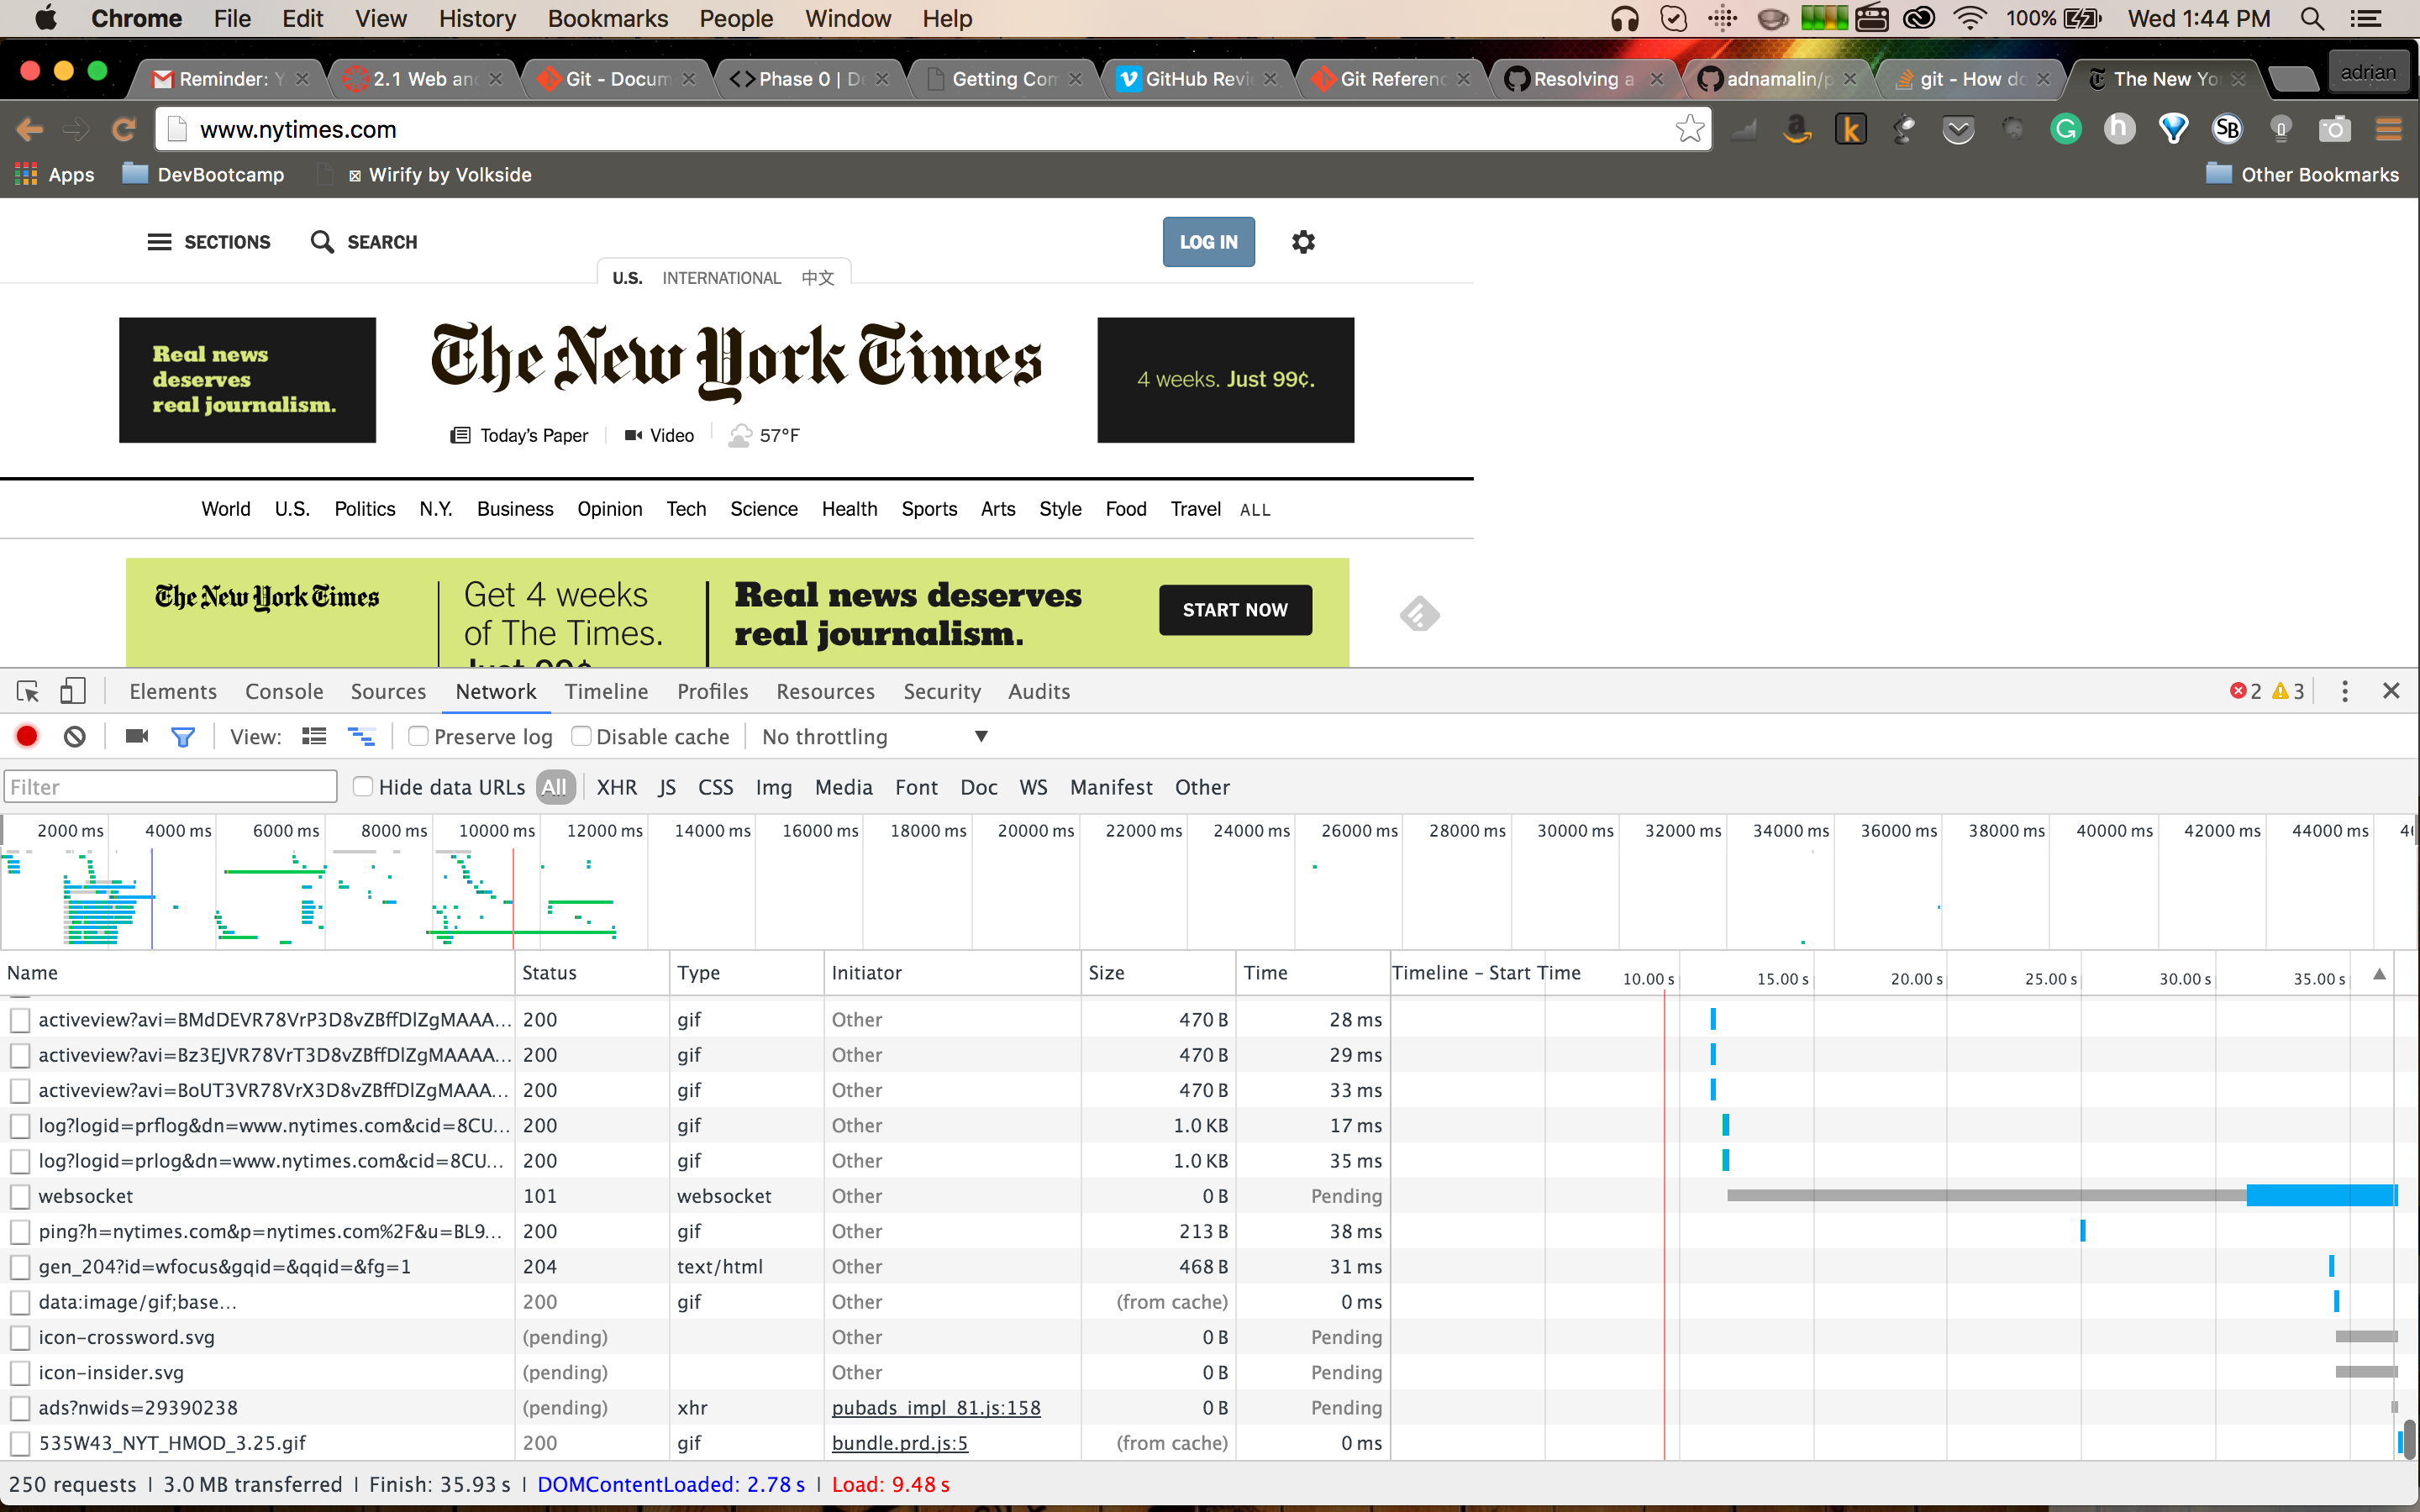 Chrome File Edit View History Bookmarks People Window Help 100% Wed 1:44 PM
Reminder: Y 2.1 Web and Git - Docum Phase 0 | D Getting Com GitHub Revi Git Referenc Resolving a adnamalin/p git - How do The New Yo adrian
www.nytimes.com
Apps DevBootcamp Wirify by Volkside Other Bookmarks
SECTIONS SEARCH LOG IN
U.S. INTERNATIONAL 中文
Real news
deserves
real journalism.
The New York Times
4 weeks. Just 99¢.
Today's Paper Video 57°F
World U.S. Politics N.Y. Business Opinion Tech Science Health Sports Arts Style Food Travel ALL
The New York Times
Get 4 weeks
of The Times.
Just 99¢
Real news deserves
real journalism.
START NOW
Elements Console Sources Network Timeline Profiles Resources Security Audits 2 3
View: Preserve log Disable cache No throttling
Filter Hide data URLs All XHR JS CSS Img Media Font Doc WS Manifest Other
2000 ms 4000 ms 6000 ms 8000 ms 10000 ms 12000 ms 14000 ms 16000 ms 18000 ms 20000 ms 22000 ms 24000 ms 26000 ms 28000 ms 30000 ms 32000 ms 34000 ms 36000 ms 38000 ms 40000 ms 42000 ms 44000 ms
Name Status Type Initiator Size Time Timeline – Start Time 10.00 s 15.00 s 20.00 s 25.00 s 30.00 s 35.00 s
activeview?avi=BMdDEVR78VrP3D8vZBffDlZgMAAA... 200 gif Other 470 B 28 ms
activeview?avi=Bz3EJVR78VrT3D8vZBffDlZgMAAAA... 200 gif Other 470 B 29 ms
activeview?avi=BoUT3VR78VrX3D8vZBffDlZgMAAA... 200 gif Other 470 B 33 ms
log?logid=prflog&dn=www.nytimes.com&cid=8CU... 200 gif Other 1.0 KB 17 ms
log?logid=prlog&dn=www.nytimes.com&cid=8CU... 200 gif Other 1.0 KB 35 ms
websocket 101 websocket Other 0 B Pending
ping?h=nytimes.com&p=nytimes.com%2F&u=BL9... 200 gif Other 213 B 38 ms
gen_204?id=wfocus&gqid=&qqid=&fg=1 204 text/html Other 468 B 31 ms
data:image/gif;base... 200 gif Other (from cache) 0 ms
icon-crossword.svg (pending) Other 0 B Pending
icon-insider.svg (pending) Other 0 B Pending
ads?nwids=29390238 (pending) xhr pubads_impl_81.js:158 0 B Pending
535W43_NYT_HMOD_3.25.gif 200 gif bundle.prd.js:5 (from cache) 0 ms
250 requests | 3.0 MB transferred | Finish: 35.93 s | DOMContentLoaded: 2.78 s | Load: 9.48 s